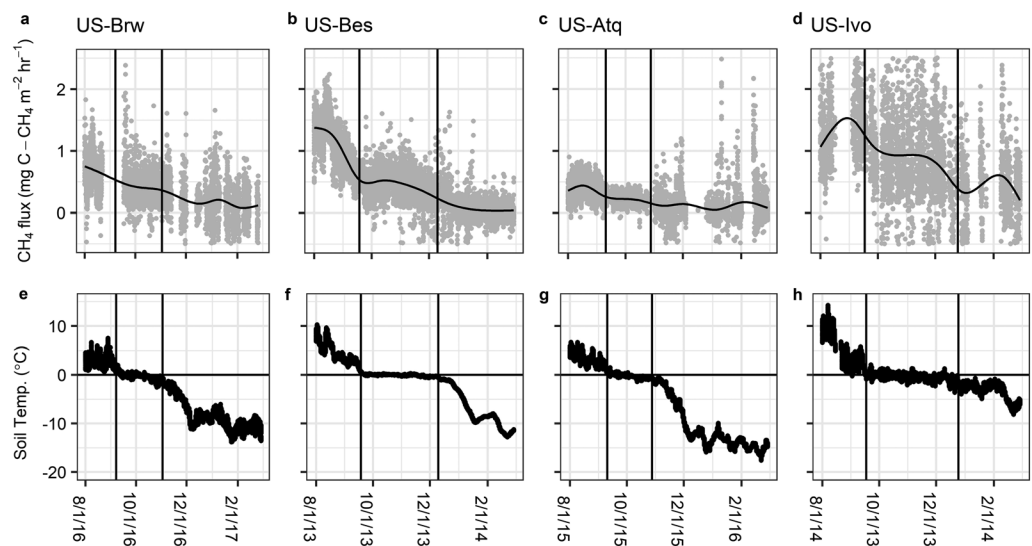 a US-Brw b US-Bes c US-Atq d US-Ivo
CH₄ flux (mg C – CH₄ m⁻² hr⁻¹)
2
1
0
e f g h
Soil Temp. (°C)
10
0
-10
-20
8/1/16 10/1/16 12/1/16 2/1/17 8/1/13 10/1/13 12/1/13 2/1/14 8/1/15 10/1/15 12/1/15 2/1/16 8/1/14 10/1/13 12/1/13 2/1/14